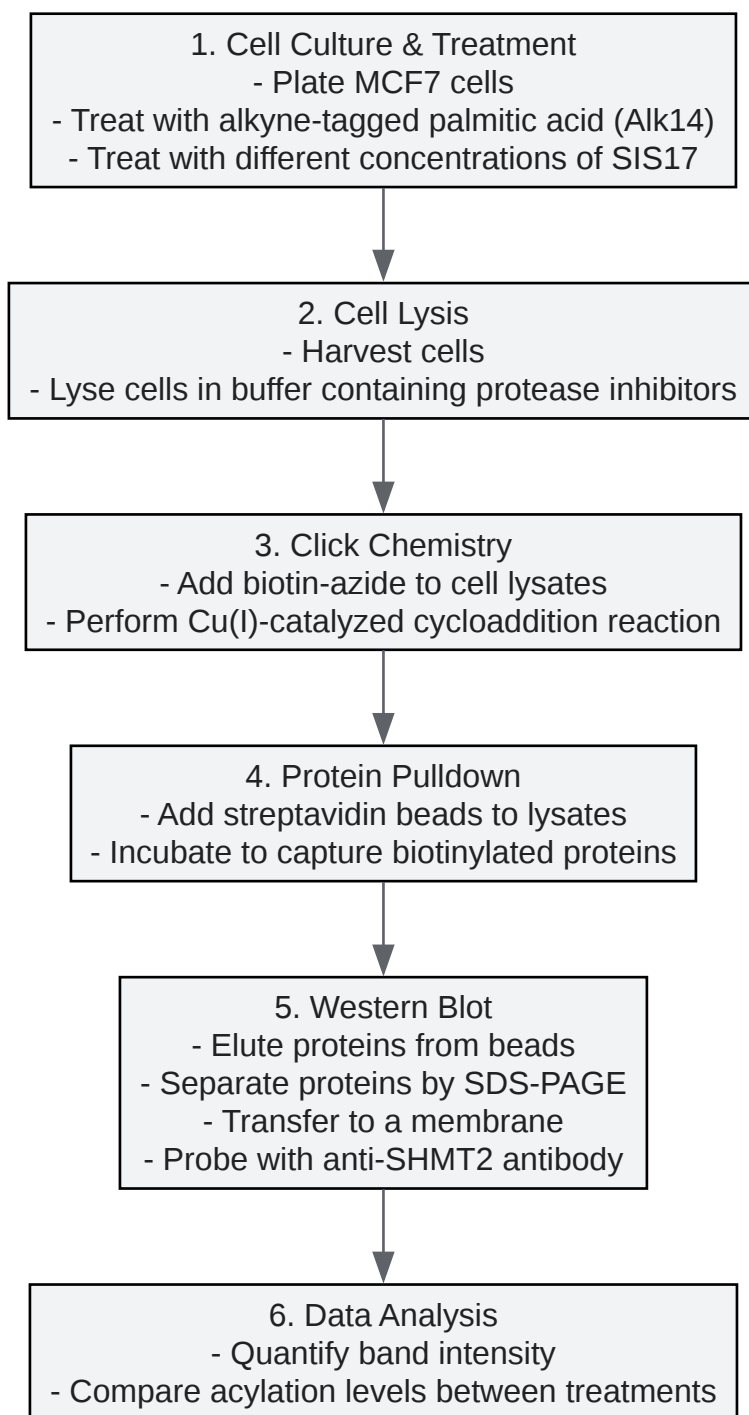 1. Cell Culture & Treatment
- Plate MCF7 cells
- Treat with alkyne-tagged palmitic acid (Alk14)
- Treat with different concentrations of SIS17
2. Cell Lysis
- Harvest cells
- Lyse cells in buffer containing protease inhibitors
3. Click Chemistry
- Add biotin-azide to cell lysates
- Perform Cu(I)-catalyzed cycloaddition reaction
4. Protein Pulldown
- Add streptavidin beads to lysates
- Incubate to capture biotinylated proteins
5. Western Blot
- Elute proteins from beads
- Separate proteins by SDS-PAGE
- Transfer to a membrane
- Probe with anti-SHMT2 antibody
6. Data Analysis
- Quantify band intensity
- Compare acylation levels between treatments